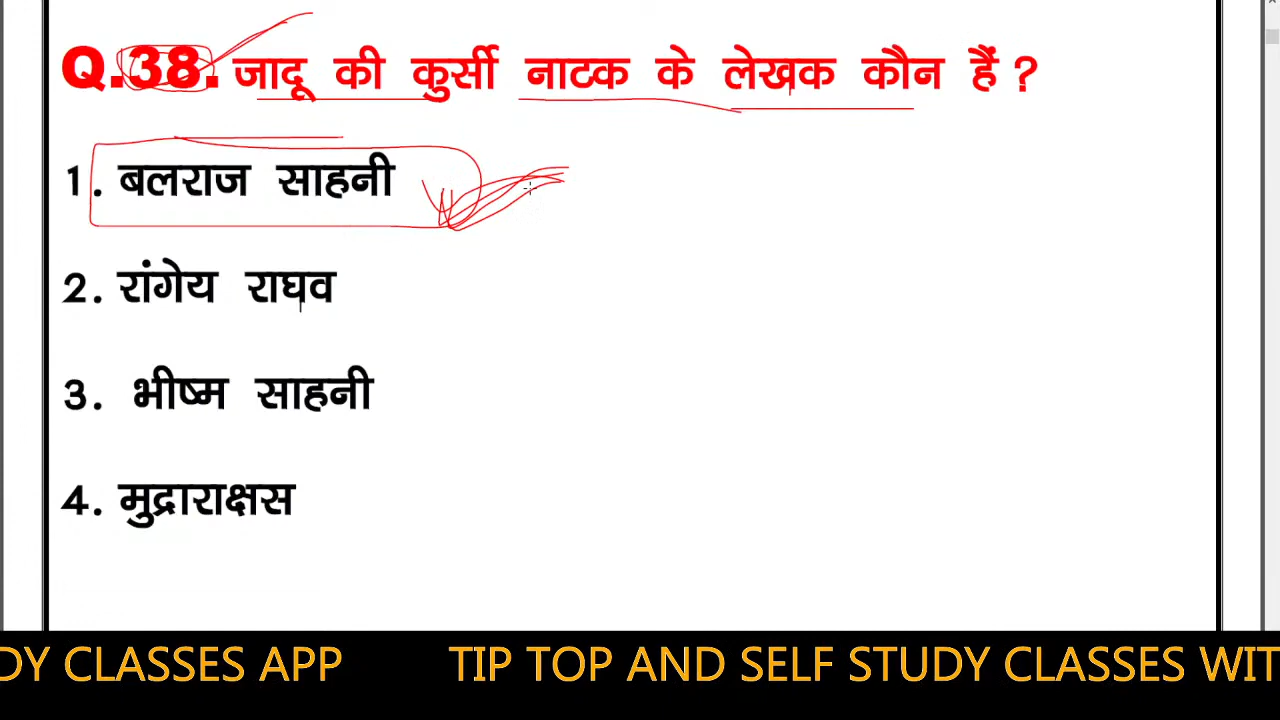 Q.38. जादू की कुर्सी नाटक के लेखक कौन हैं ?
1. बलराज साहनी
2. रांगेय राघव
3. भीष्म साहनी
4. मुद्राराक्षस
DY CLASSES APP TIP TOP AND SELF STUDY CLASSES WIT